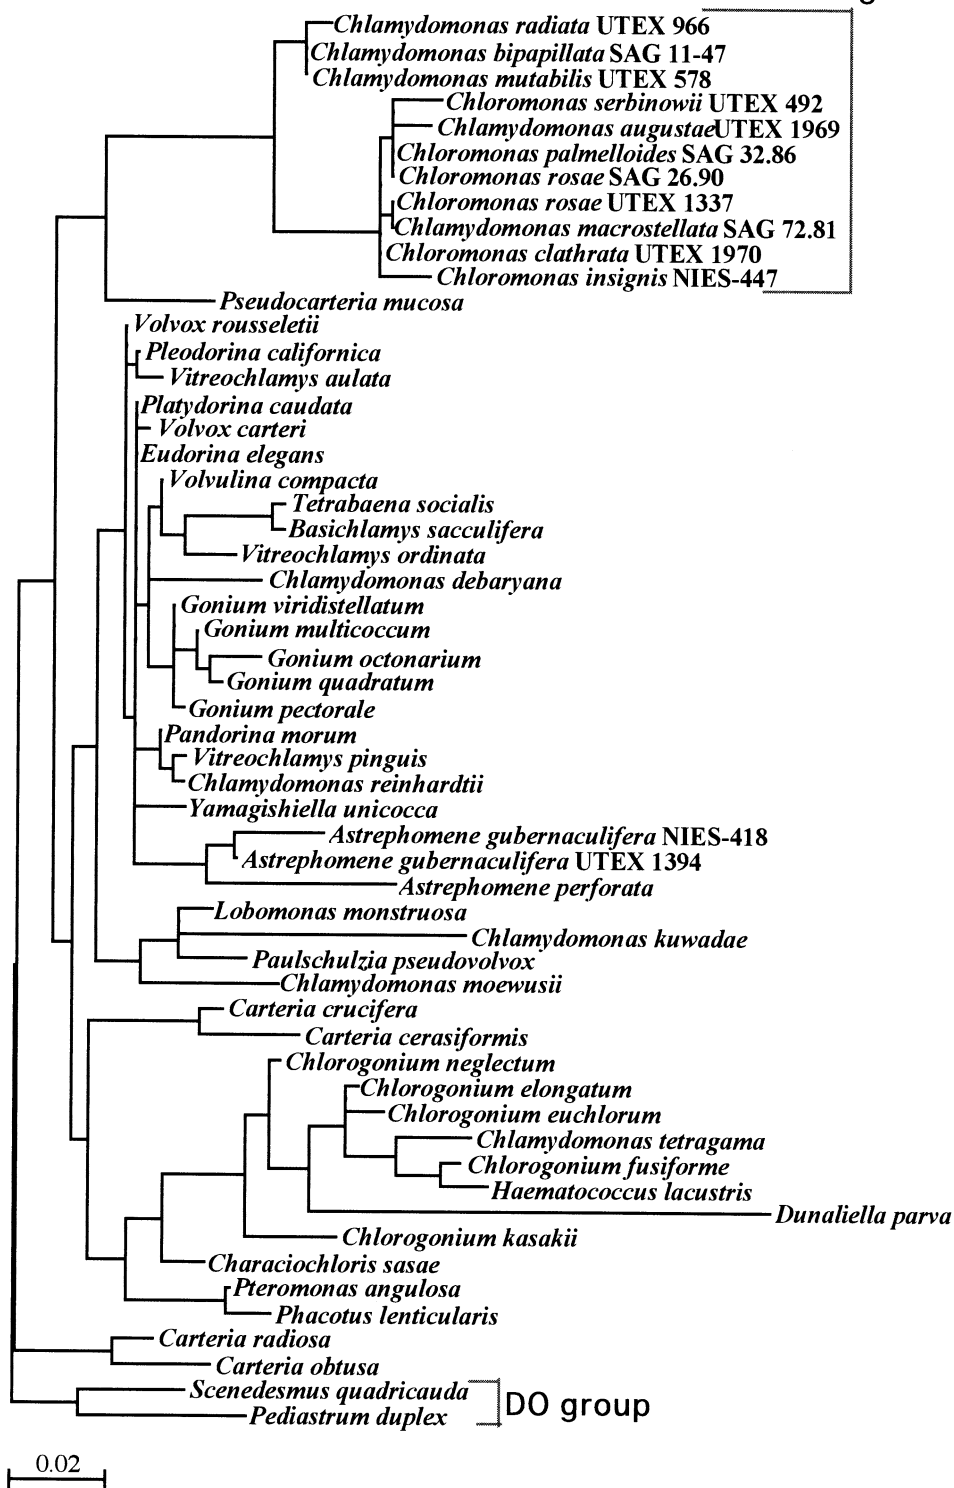 Chlamydomonas radiata UTEX 966
Chlamydomonas bipapillata SAG 11-47
Chlamydomonas mutabilis UTEX 578
Chloromonas serbinowii UTEX 492
Chlamydomonas augustae UTEX 1969
Chloromonas palmelloides SAG 32.86
Chloromonas rosae SAG 26.90
Chloromonas rosae UTEX 1337
Chlamydomonas macrostellata SAG 72.81
Chloromonas clathrata UTEX 1970
Chloromonas insignis NIES-447
Pseudocarteria mucosa
Volvox rousseletii
Pleodorina californica
Vitreochlamys aulata
Platydorina caudata
Volvox carteri
Eudorina elegans
Volvulina compacta
Tetrabaena socialis
Basichlamys sacculifera
Vitreochlamys ordinata
Chlamydomonas debaryana
Gonium viridistellatum
Gonium multicoccum
Gonium octonarium
Gonium quadratum
Gonium pectorale
Pandorina morum
Vitreochlamys pinguis
Chlamydomonas reinhardtii
Yamagishiella unicocca
Astrephomene gubernaculifera NIES-418
Astrephomene gubernaculifera UTEX 1394
Astrephomene perforata
Lobomonas monstruosa
Chlamydomonas kuwadae
Paulschulzia pseudovolvox
Chlamydomonas moewusii
Carteria crucifera
Carteria cerasiformis
Chlorogonium neglectum
Chlorogonium elongatum
Chlorogonium euchlorum
Chlamydomonas tetragama
Chlorogonium fusiforme
Haematococcus lacustris
Dunaliella parva
Chlorogonium kasakii
Characiochloris sasae
Pteromonas angulosa
Phacotus lenticularis
Carteria radiosa
Carteria obtusa
Scenedesmus quadricauda
DO group
Pediastrum duplex
0.02